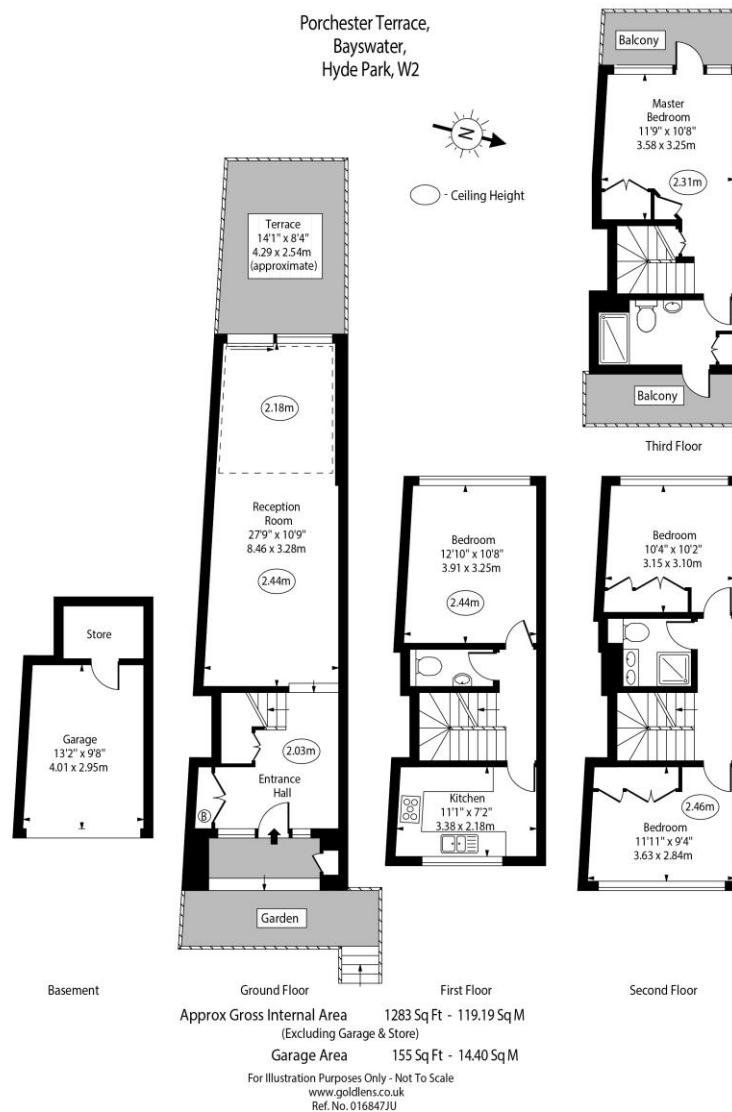 Porchester Terrace,
Bayswater,
Hyde Park, W2
N
- Ceiling Height
Balcony
Master
Bedroom
11'9" x 10'8"
3.58 x 3.25m
2.31m
Balcony
Third Floor
Terrace
14'1" x 8'4"
4.29 x 2.54m
(approximate)
2.18m
Reception
Room
27'9" x 10'9"
8.46 x 3.28m
2.44m
2.03m
Entrance
Hall
B
Garden
Ground Floor
Store
Garage
13'2" x 9'8"
4.01 x 2.95m
Basement
Bedroom
12'10" x 10'8"
3.91 x 3.25m
2.44m
Kitchen
11'1" x 7'2"
3.38 x 2.18m
First Floor
Bedroom
10'4" x 10'2"
3.15 x 3.10m
2.46m
Bedroom
11'11" x 9'4"
3.63 x 2.84m
Second Floor
Approx Gross Internal Area 1283 Sq Ft - 119.19 Sq M
(Excluding Garage & Store)
Garage Area 155 Sq Ft - 14.40 Sq M
For Illustration Purposes Only - Not To Scale
www.goldlens.co.uk
Ref. No. 016847JU